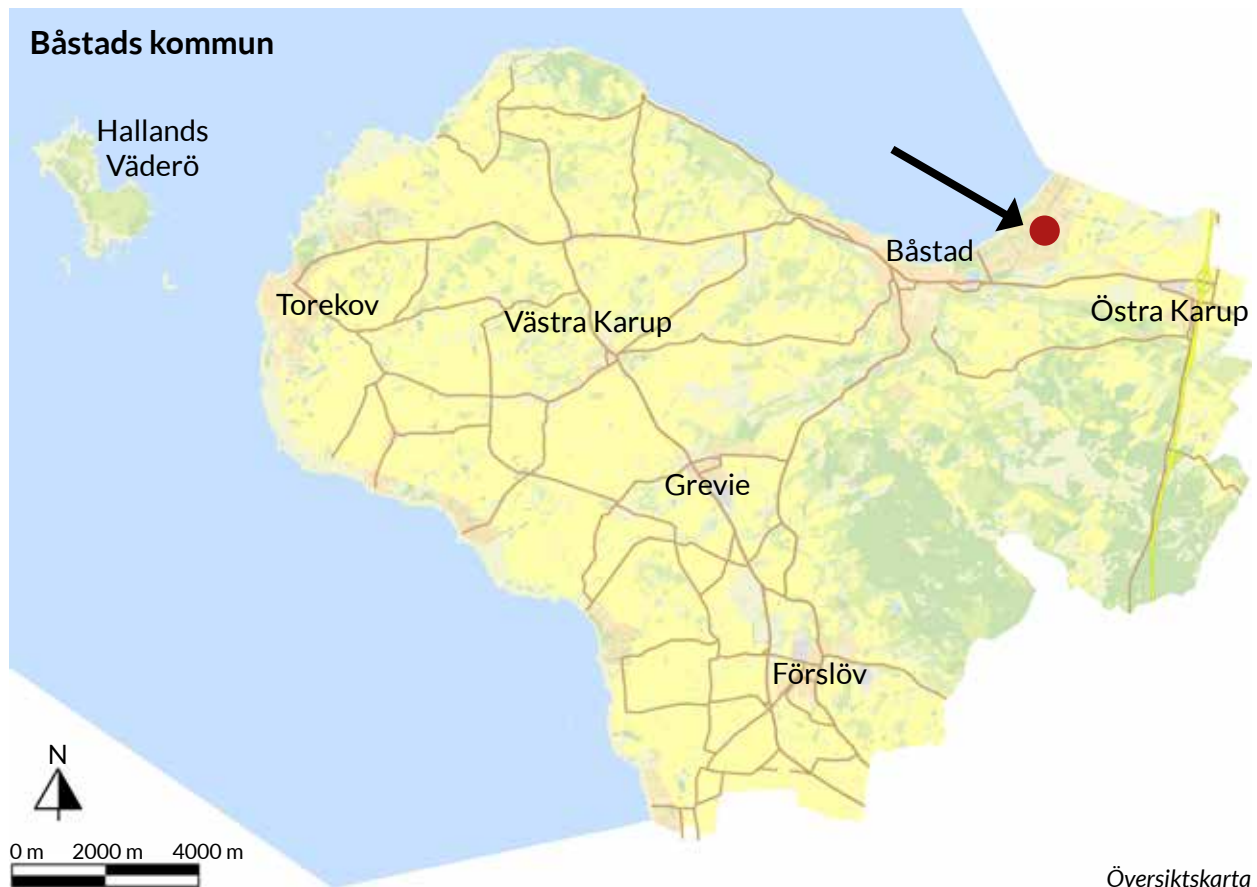 Båstads kommun
Hallands
Väderö
Båstad
Torekov
Västra Karup
Östra Karup
Grevie
Förslöv
N
0 m 2000 m 4000 m
Översiktskarta